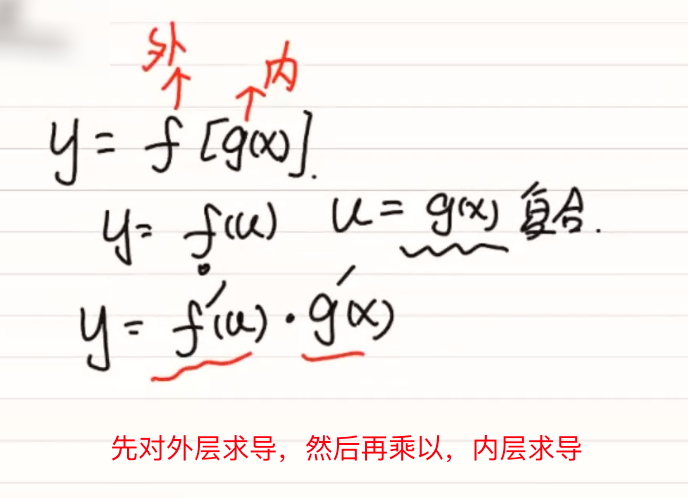 外 内
y = f [g(x)].
y = f(u) u = g(x) 复合.
y = f′(u) · g′(x)
先对外层求导，然后再乘以，内层求导